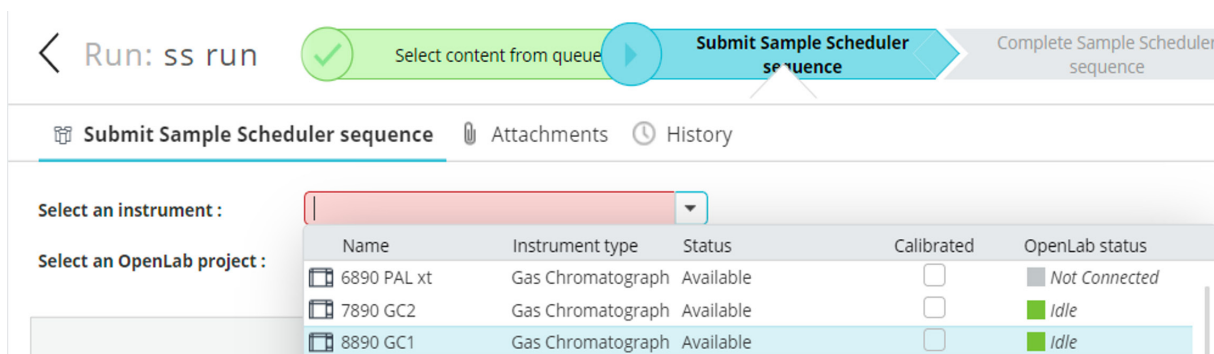 Run: ss run
Select content from queue
Submit Sample Scheduler
sequence
Complete Sample Scheduler
sequence
Submit Sample Scheduler sequence
Attachments
History
Select an instrument :
Select an OpenLab project :
Name Instrument type Status Calibrated OpenLab status
6890 PAL xt Gas Chromatograph Available Not Connected
7890 GC2 Gas Chromatograph Available Idle
8890 GC1 Gas Chromatograph Available Idle